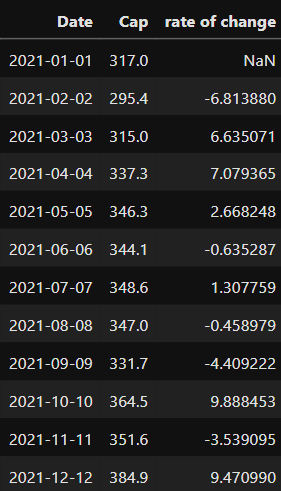 Date Cap rate of change
2021-01-01 317.0 NaN
2021-02-02 295.4 -6.813880
2021-03-03 315.0 6.635071
2021-04-04 337.3 7.079365
2021-05-05 346.3 2.668248
2021-06-06 344.1 -0.635287
2021-07-07 348.6 1.307759
2021-08-08 347.0 -0.458979
2021-09-09 331.7 -4.409222
2021-10-10 364.5 9.888453
2021-11-11 351.6 -3.539095
2021-12-12 384.9 9.470990